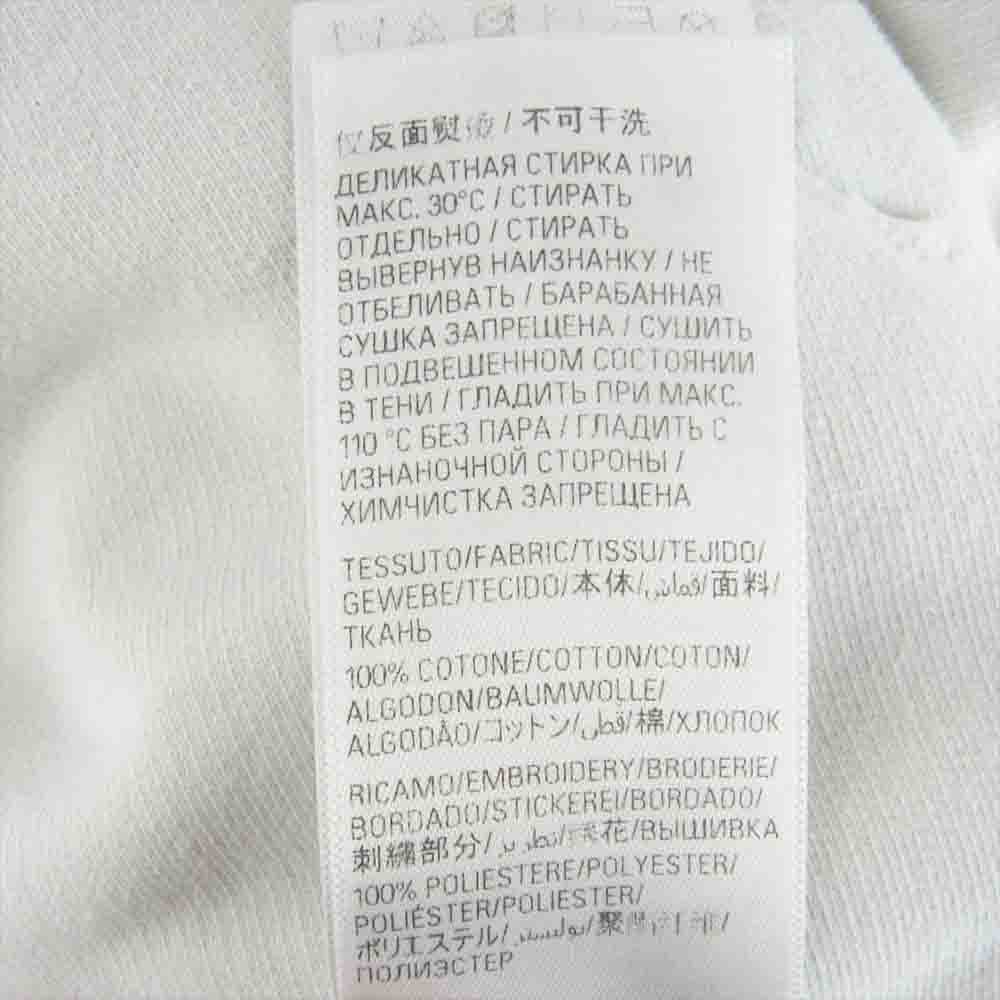 反面熨烫 / 不可干洗
ДЕЛИКАТНАЯ СТИРКА ПРИ
МАКС. 30°C / СТИРАТЬ
ОТДЕЛЬНО / СТИРАТЬ
ВЫВЕРНУВ НАИЗНАНКУ / НЕ
ОТБЕЛИВАТЬ / БАРАБАННАЯ
СУШКА ЗАПРЕЩЕНА / СУШИТЬ
В ПОДВЕШЕННОМ СОСТОЯНИИ
В ТЕНИ / ГЛАДИТЬ ПРИ МАКС.
110 °C БЕЗ ПАРА / ГЛАДИТЬ С
ИЗНАНОЧНОЙ СТОРОНЫ /
ХИМЧИСТКА ЗАПРЕЩЕНА
TESSUTO/FABRIC/TISSU/TEJIDO/
GEWEBE/TECIDO/本体/قماش/面料/
ТКАНЬ
100% COTONE/COTTON/COTON/
ALGODON/BAUMWOLLE/
ALGODÃO/コットン/قطن/棉/ХЛОПОК
RICAMO/EMBROIDERY/BRODERIE/
BORDADO/STICKEREI/BORDADO/
刺繍部分/تطريز/花/ВЫШИВКА
100% POLIESTERE/POLYESTER/
POLIÉSTER/POLIESTER/
ポリエステル/بوليستر/聚/
ПОЛИЭСТЕР